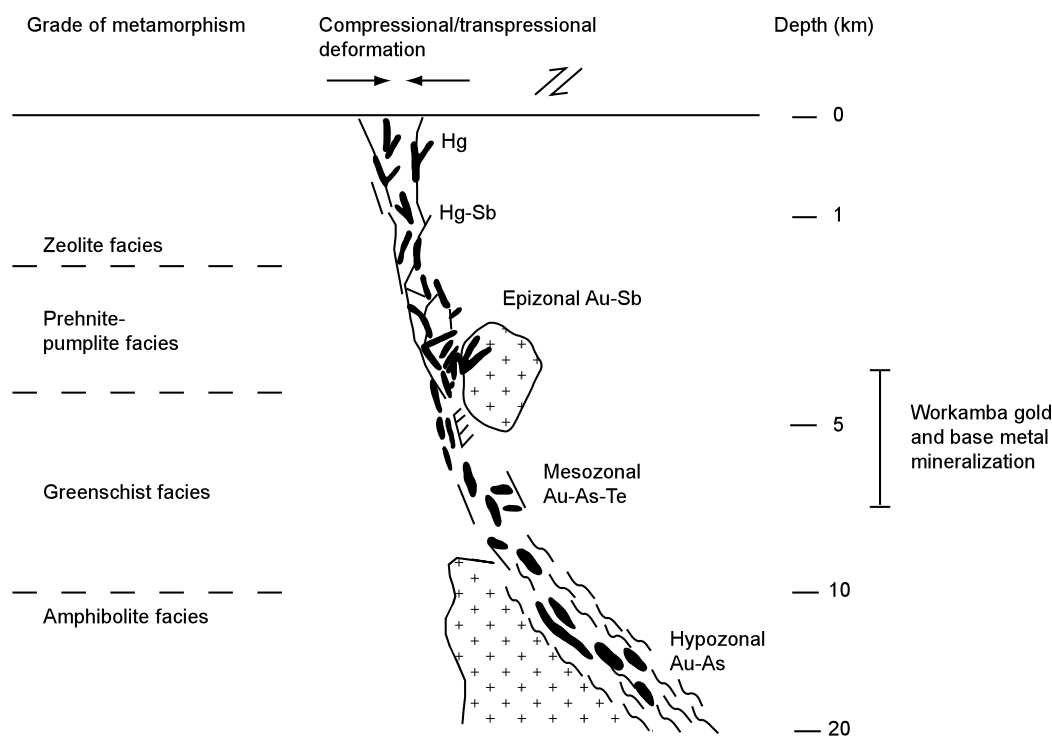 Grade of metamorphism
Compressional/transpressional
deformation
Depth (km)
0
Hg
1
Hg-Sb
Zeolite facies
Epizonal Au-Sb
Prehnite-
pumplite facies
5
Workamba gold
and base metal
mineralization
Mesozonal
Au-As-Te
Greenschist facies
10
Amphibolite facies
Hypozonal
Au-As
20